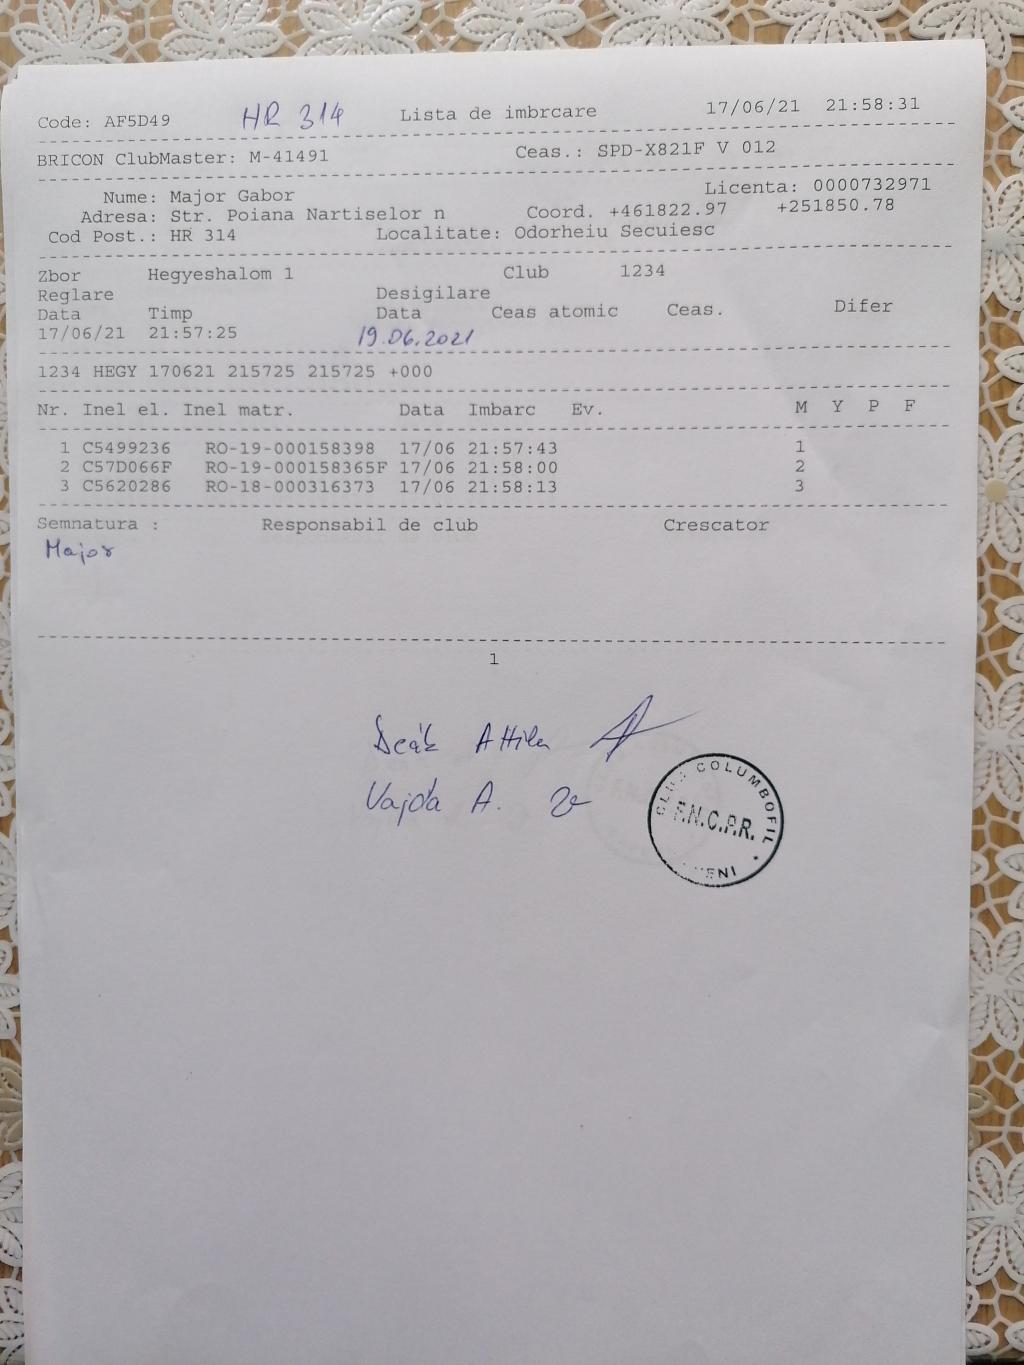 Code: AF5D49 HR 314 Lista de imbrcare 17/06/21 21:58:31
BRICON ClubMaster: M-41491 Ceas.: SPD-X821F V 012
Nume: Major Gabor Licenta: 0000732971
Adresa: Str. Poiana Nartiselor n Coord. +461822.97 +251850.78
Cod Post.: HR 314 Localitate: Odorheiu Secuiesc
Zbor Hegyeshalom 1 Club 1234
Reglare Desigilare
Data Timp Data Ceas atomic Ceas. Difer
17/06/21 21:57:25 19.06.2021
1234 HEGY 170621 215725 215725 +000
Nr. Inel el. Inel matr. Data Imbarc Ev. M Y P F
1 C5499236 RO-19-000158398 17/06 21:57:43 1
2 C57D066F RO-19-000158365F 17/06 21:58:00 2
3 C5620286 RO-18-000316373 17/06 21:58:13 3
Semnatura : Responsabil de club Crescator
Major
1
Deák Attila
Vajda A.
CLUB COLUMBOFIL
F.N.C.P.R.